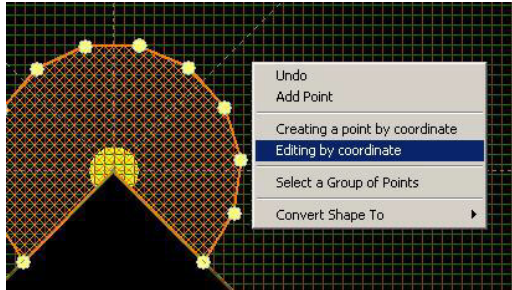 Undo
Add Point
Creating a point by coordinate
Editing by coordinate
Select a Group of Points
Convert Shape To